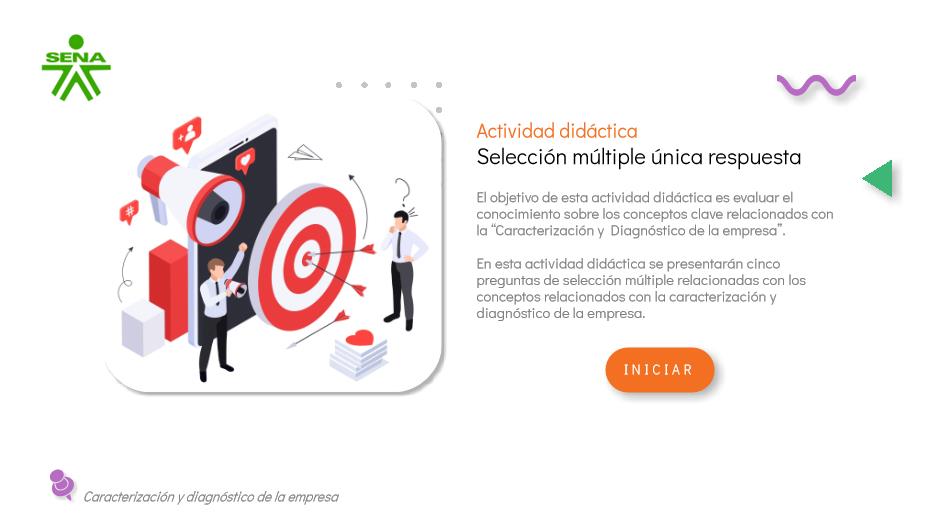 SENA
Actividad didáctica
Selección múltiple única respuesta
El objetivo de esta actividad didáctica es evaluar el
conocimiento sobre los conceptos clave relacionados con
la “Caracterización y Diagnóstico de la empresa”.
En esta actividad didáctica se presentarán cinco
preguntas de selección múltiple relacionadas con los
conceptos relacionados con la caracterización y
diagnóstico de la empresa.
INICIAR
Caracterización y diagnóstico de la empresa